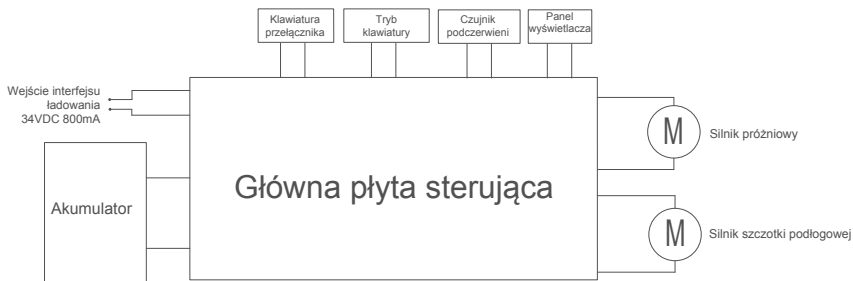 Klawiatura
przełącznika
Tryb
klawiatury
Czujnik
podczerwieni
Panel
wyświetlacza
Wejście interfejsu
ładowania
34VDC 800mA
Akumulator
Główna płyta sterująca
M
Silnik próżniowy
M
Silnik szczotki podłogowej